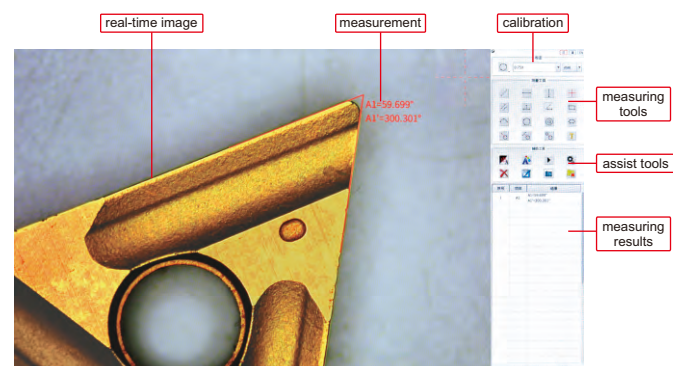 real-time image
measurement
calibration
A1=59.699°
A1'=300.301°
measuring
tools
assist tools
measuring
results